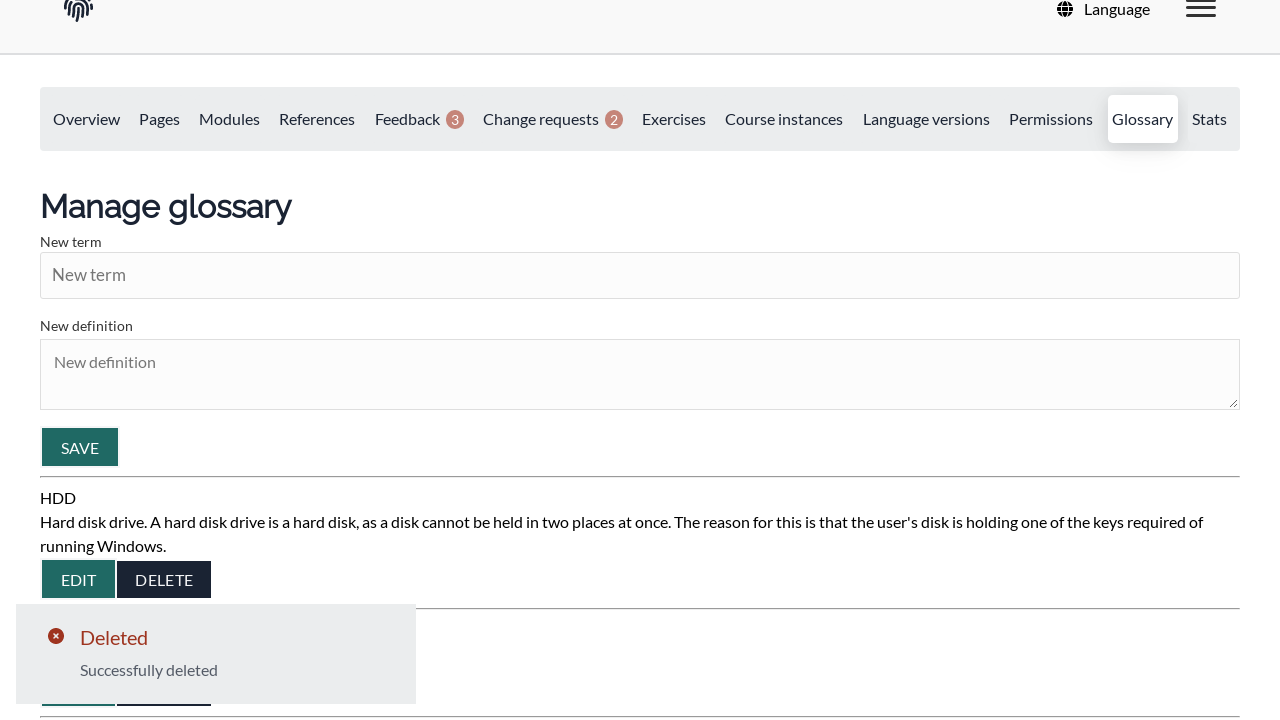 Language
Overview
Pages
Modules
References
Feedback 3
Change requests 2
Exercises
Course instances
Language versions
Permissions
Glossary
Stats
Manage glossary
New term
New term
New definition
New definition
SAVE
HDD
Hard disk drive. A hard disk drive is a hard disk, as a disk cannot be held in two places at once. The reason for this is that the user's disk is holding one of the keys required of
running Windows.
EDIT
DELETE
Deleted
Successfully deleted